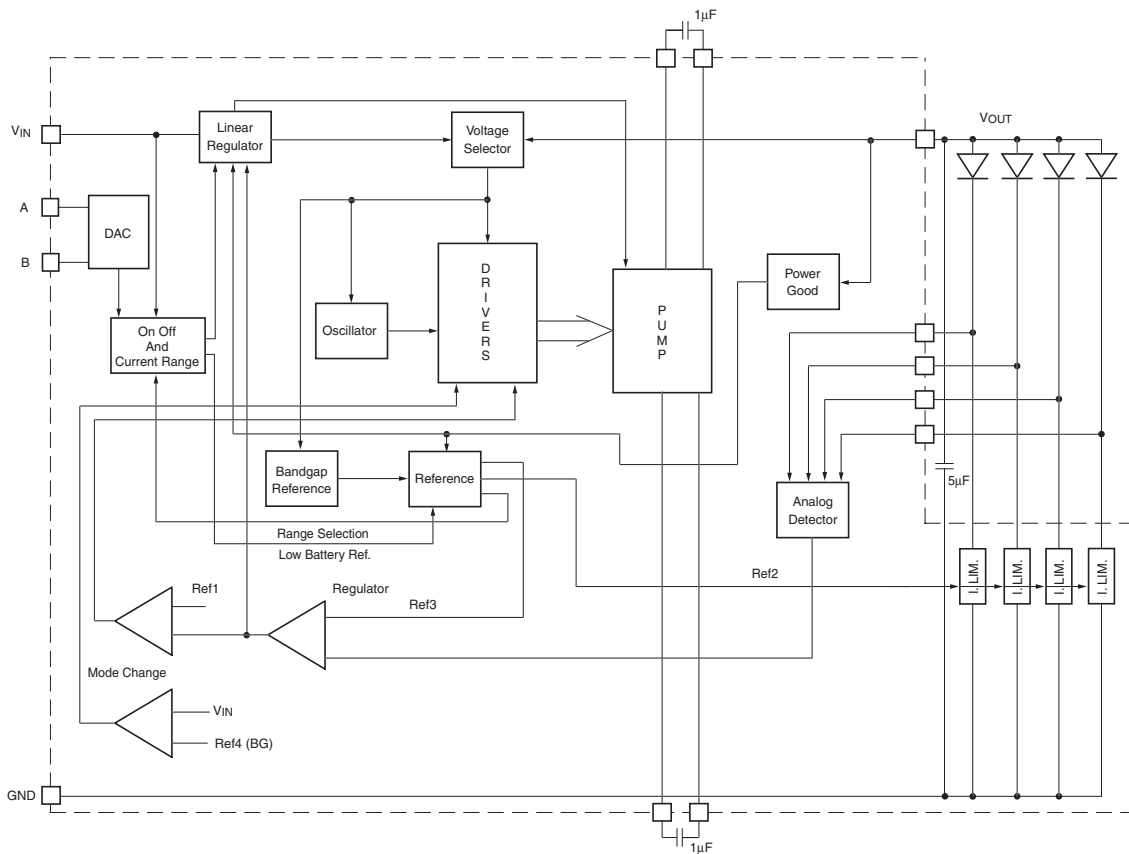 1µF
VIN
Linear
Regulator
Voltage
Selector
VOUT
A
DAC
B
D
R
I
V
E
R
S
P
U
M
P
Power
Good
On Off
And
Current Range
Oscillator
Bandgap
Reference
Reference
Analog
Detector
5µF
Range Selection
Low Battery Ref.
Ref2
I. LIM.
I. LIM.
I. LIM.
I. LIM.
Ref1
Regulator
Ref3
Mode Change
VIN
Ref4 (BG)
GND
1µF